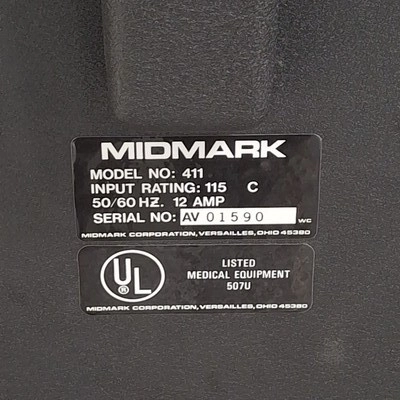 MIDMARK
MODEL NO: 411
INPUT RATING: 115 C
50/60 HZ. 12 AMP
SERIAL NO: AV 01590 WC
MIDMARK CORPORATION, VERSAILLES, OHIO 45380
UL
LISTED
MEDICAL EQUIPMENT
507U
MIDMARK CORPORATION, VERSAILLES, OHIO 45380